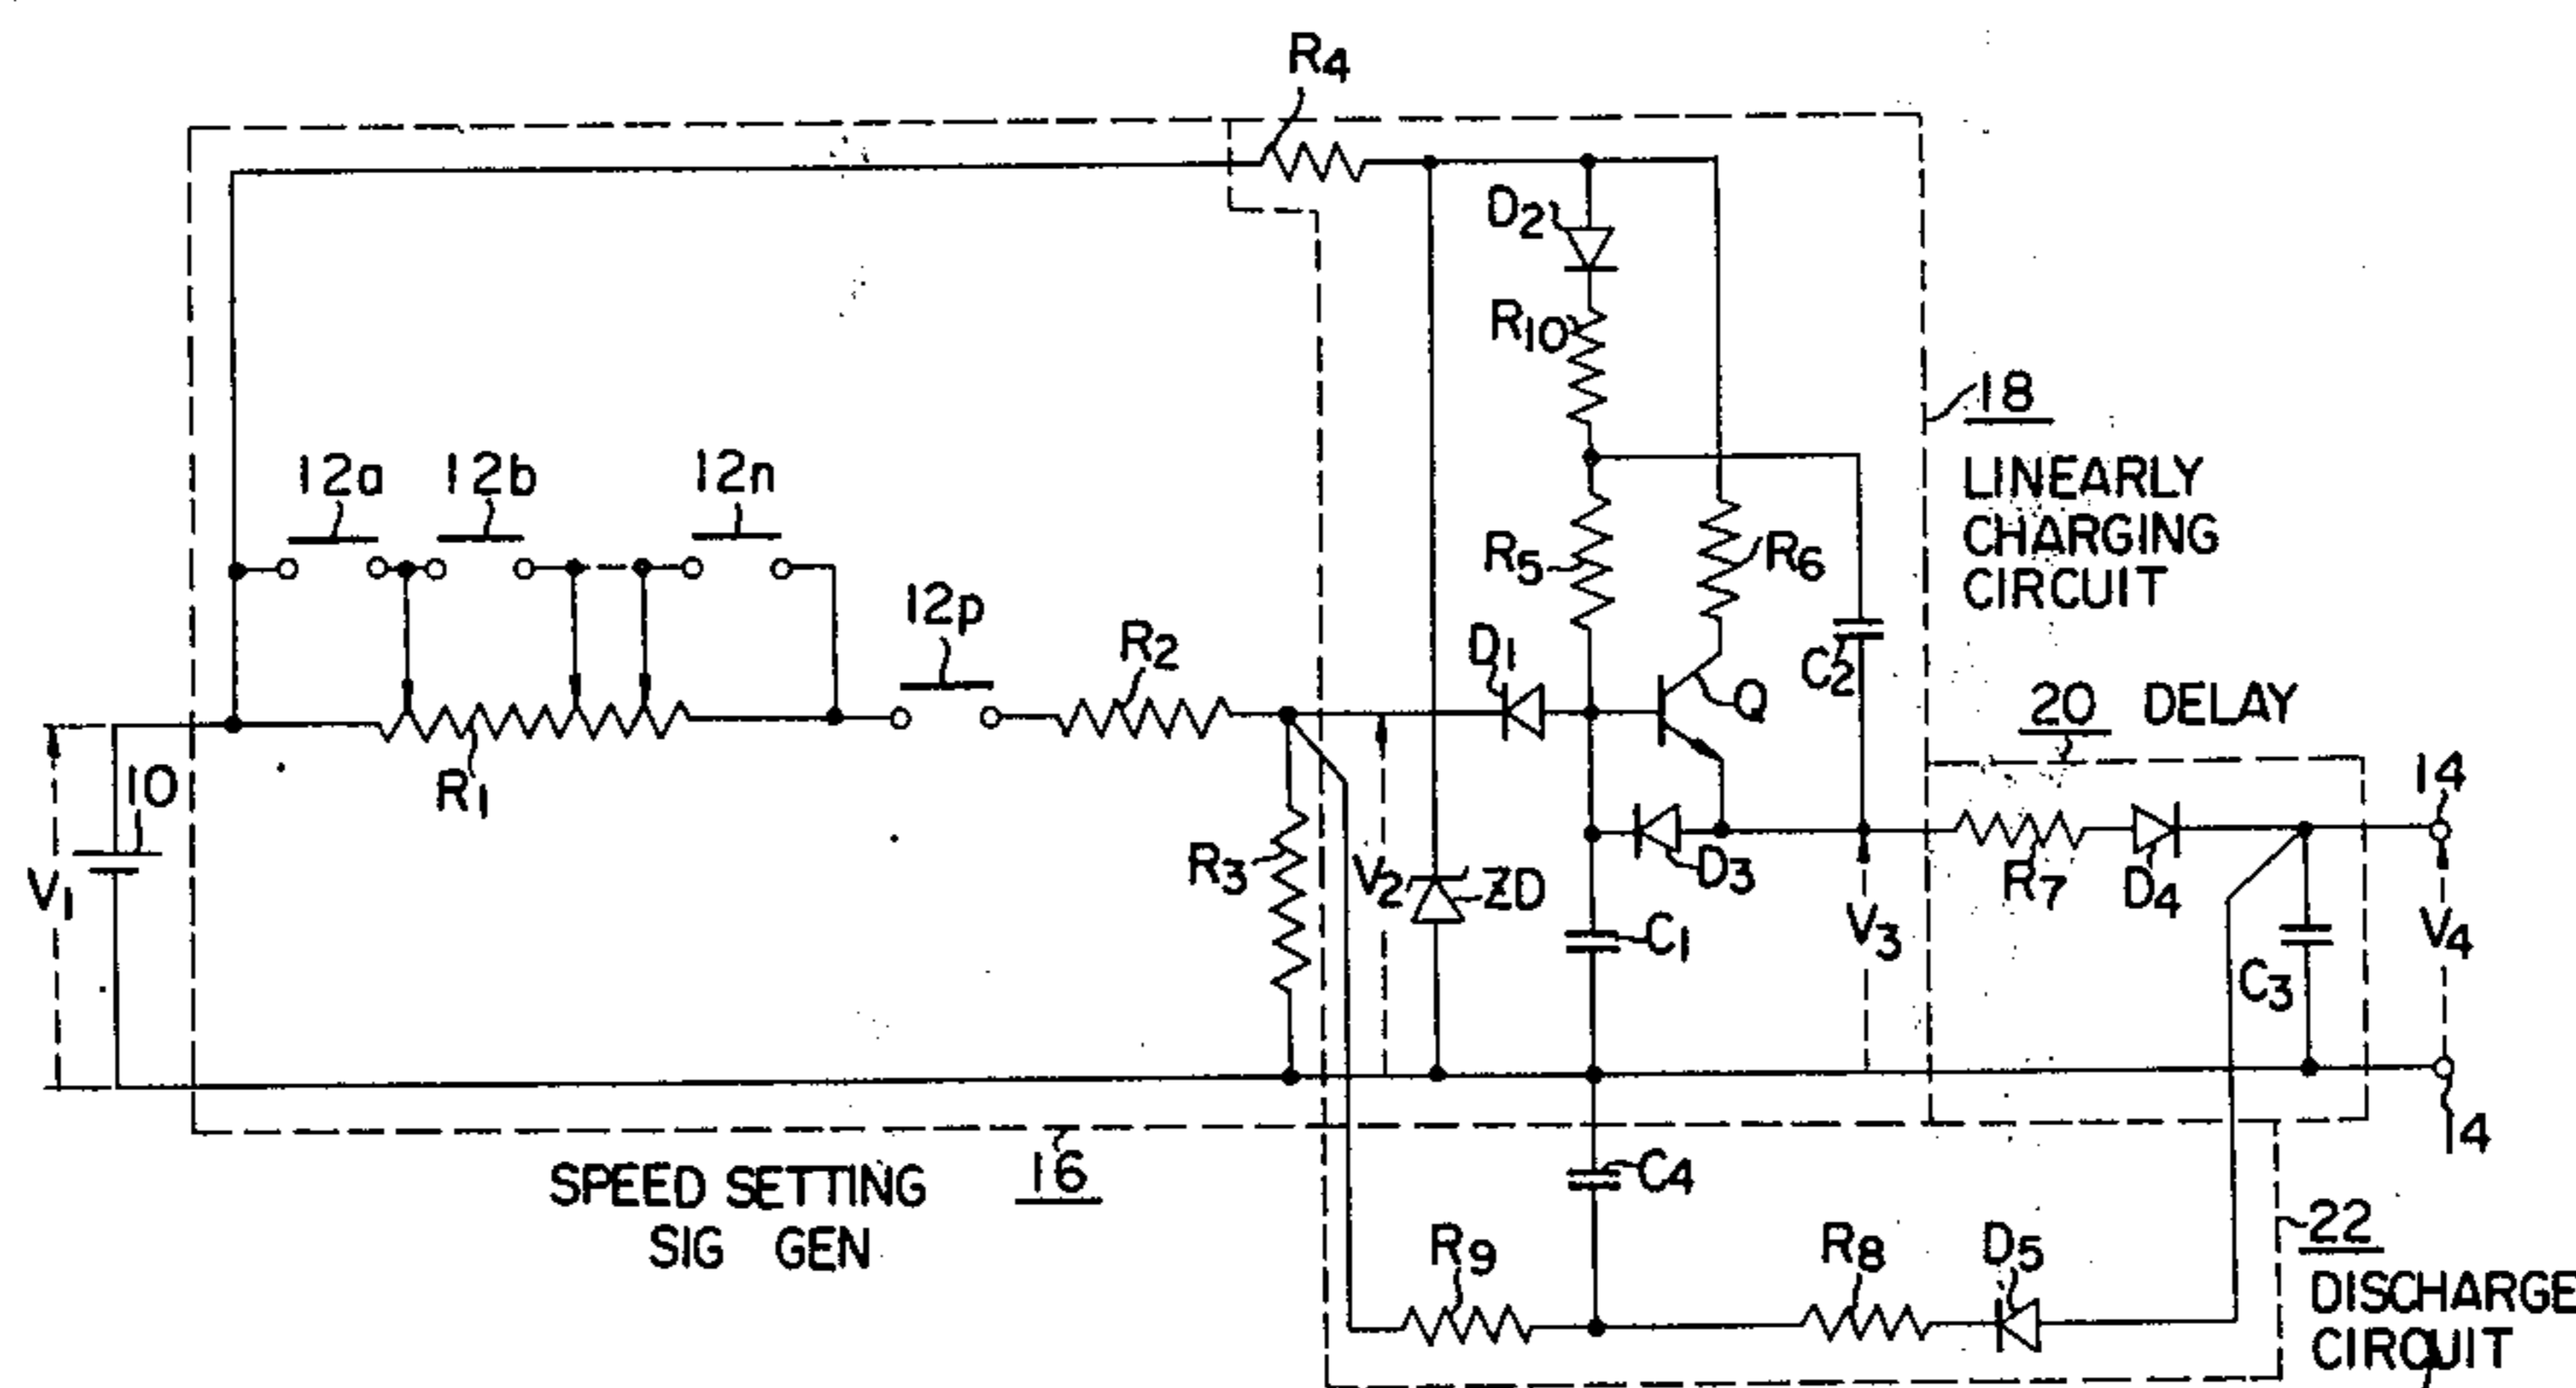 R4
D2
R10
18
LINEARLY
CHARGING
CIRCUIT
12a
12b
12n
R5
R6
12p
R2
D1
Q
C2
20 DELAY
14
10
R1
R3
V2
ZD
D3
R7
D4
V1
C1
V3
V4
C3
14
SPEED SETTING
SIG GEN
16
C4
R9
R8
D5
22
DISCHARGE
CIRCUIT